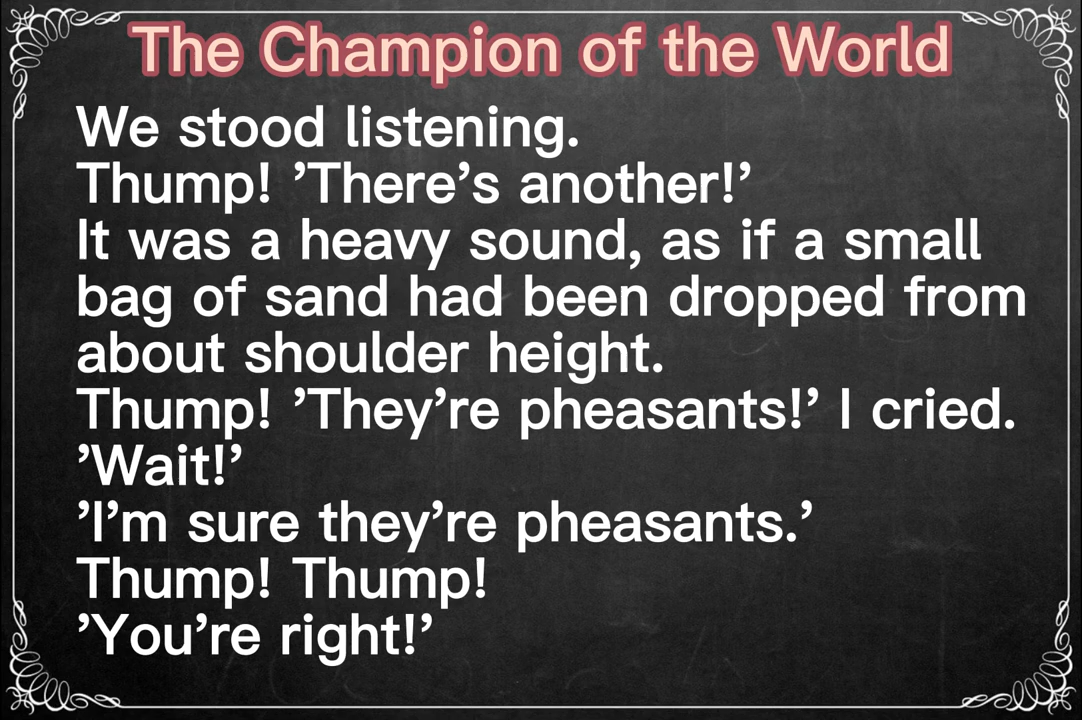 The Champion of the World
We stood listening.
Thump! ’There’s another!’
It was a heavy sound, as if a small
bag of sand had been dropped from
about shoulder height.
Thump! ’They’re pheasants!’ I cried.
’Wait!’
’I’m sure they’re pheasants.’
Thump! Thump!
’You’re right!’